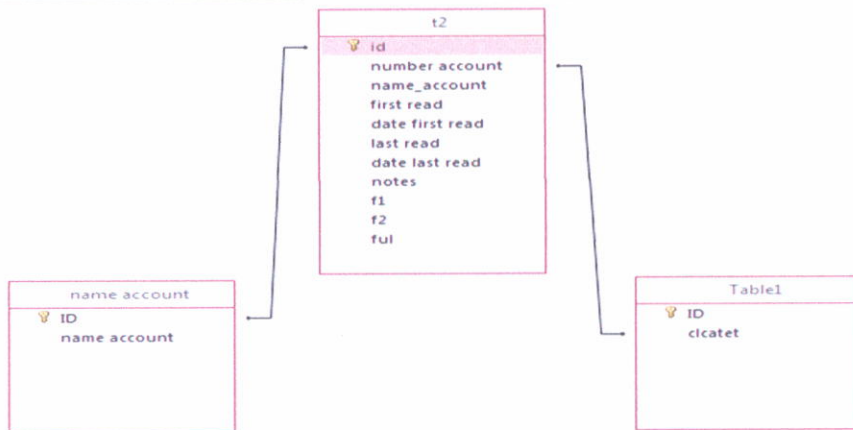 t2
id
number account
name_account
first read
date first read
last read
date last read
notes
f1
f2
ful
name account
ID
name account
Table1
ID
clcatet